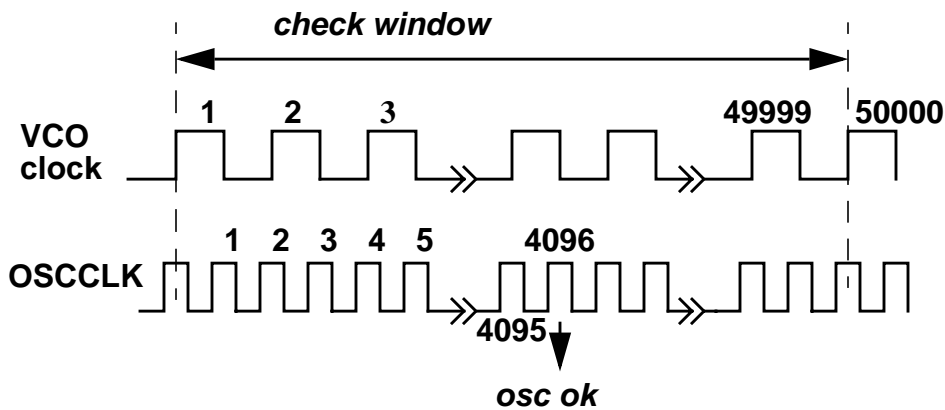 check window
1 2 3 49999 50000
VCO
clock
1 2 3 4 5 4096
OSCCLK
4095
osc ok